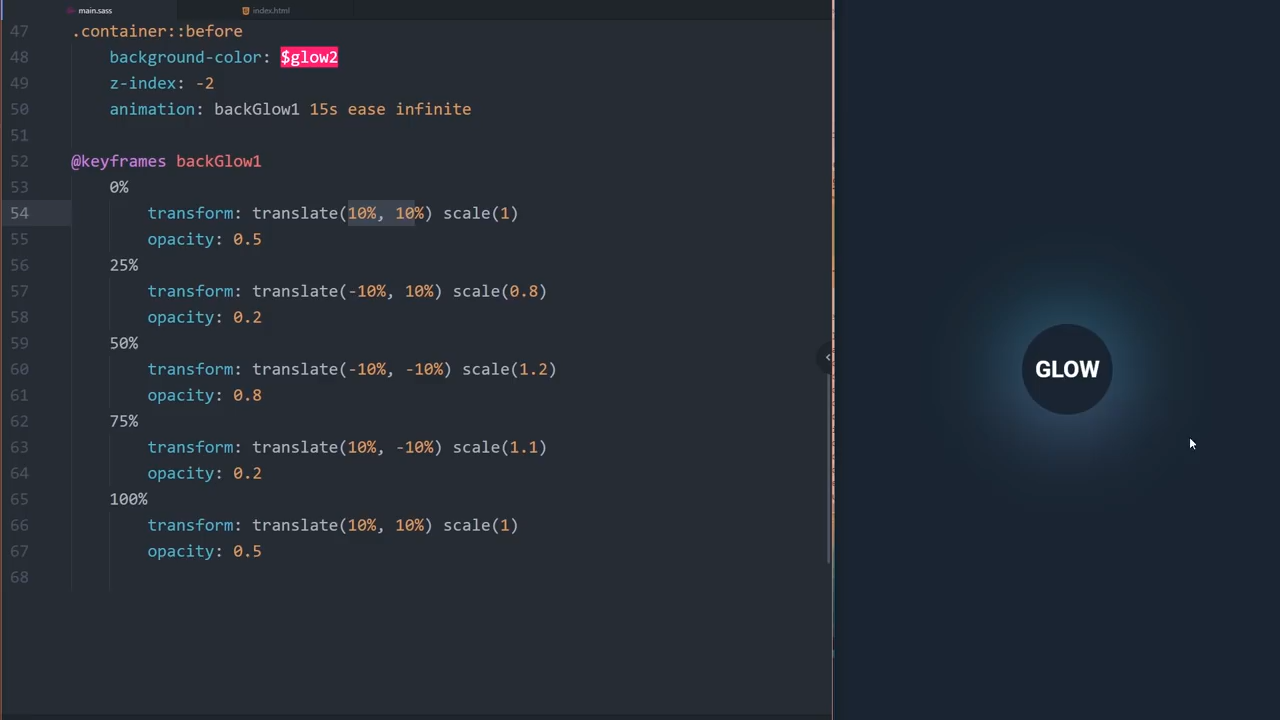 main.sass
index.html
47 .container::before
48 background-color: $glow2
49 z-index: -2
50 animation: backGlow1 15s ease infinite
51
52 @keyframes backGlow1
53 0%
54 transform: translate(10%, 10%) scale(1)
55 opacity: 0.5
56 25%
57 transform: translate(-10%, 10%) scale(0.8)
58 opacity: 0.2
59 50%
60 transform: translate(-10%, -10%) scale(1.2)
61 opacity: 0.8
62 75%
63 transform: translate(10%, -10%) scale(1.1)
64 opacity: 0.2
65 100%
66 transform: translate(10%, 10%) scale(1)
67 opacity: 0.5
68
GLOW